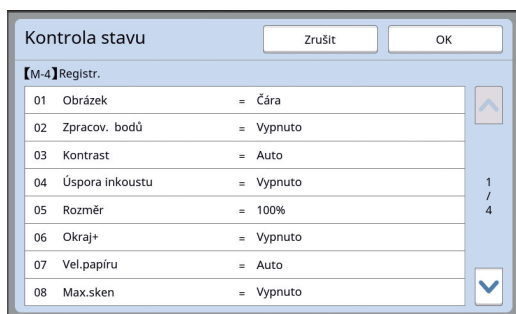 Kontrola stavu Zrušit OK
【M-4】Registr.
01 Obrázek = Čára
02 Zpracov. bodů = Vypnuto
03 Kontrast = Auto
04 Úspora inkoustu = Vypnuto
05 Rozměr = 100%
06 Okraj+ = Vypnuto
07 Vel.papíru = Auto
08 Max.sken = Vypnuto
1
/
4